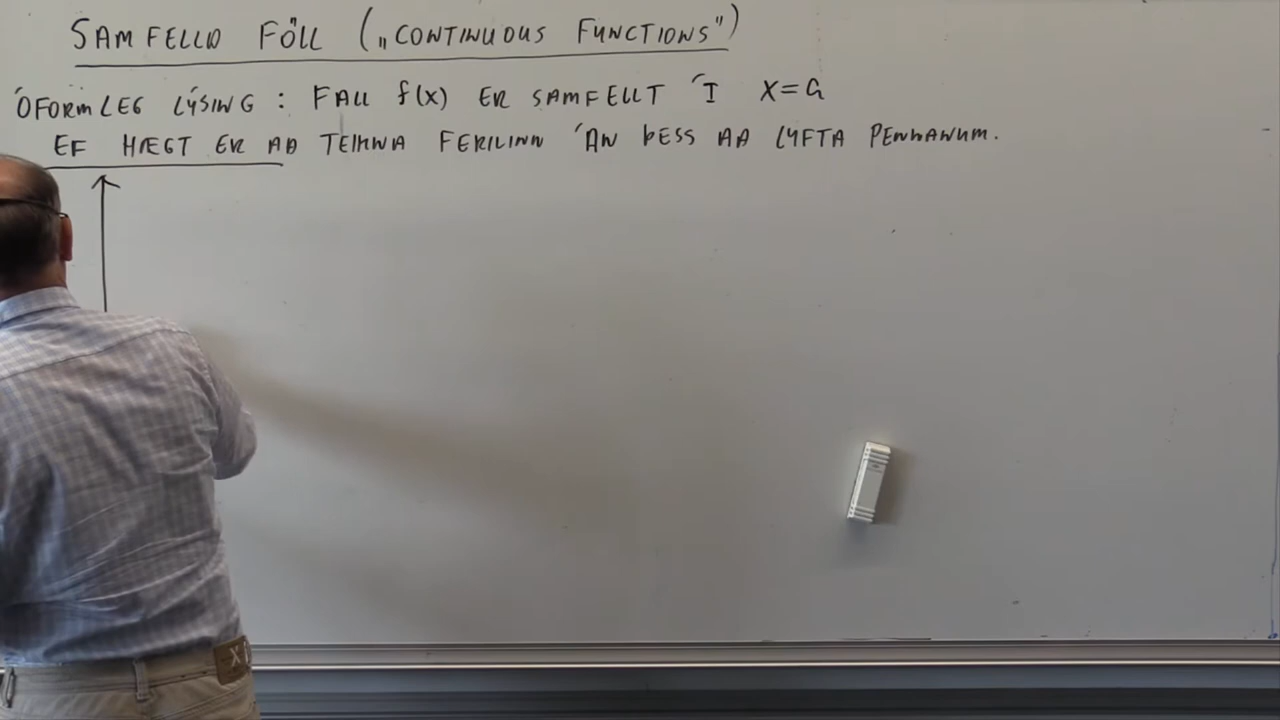 SAMFELLD FÖLL („CONTINUOUS FUNCTIONS")
ÓFORMLEG LÝSING : FALL f(x) ER SAMFELLT Í X=a
EF HÆGT ER AÐ TEIKNA FERILINN ÁN ÞESS AÐ LYFTA PENNANUM.